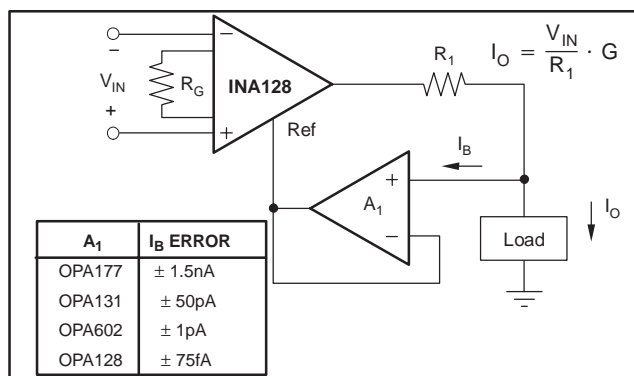 −
V_IN
+
R_G
−
INA128
+
Ref
R_1
I_O = V_IN / R_1 · G
I_B
+
A_1
−
I_O
Load
A_1 I_B ERROR
OPA177 ± 1.5nA
OPA131 ± 50pA
OPA602 ± 1pA
OPA128 ± 75fA